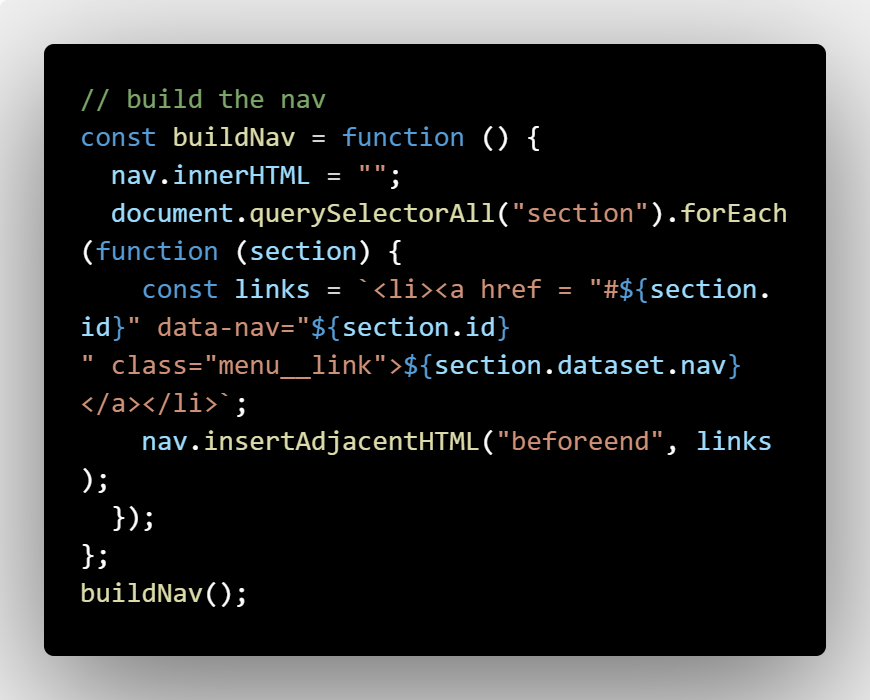 // build the nav
const buildNav = function () {
  nav.innerHTML = "";
  document.querySelectorAll("section").forEach
(function (section) {
    const links = `<li><a href = "#${section.
id}" data-nav="${section.id}
" class="menu__link">${section.dataset.nav}
</a></li>`;
    nav.insertAdjacentHTML("beforeend", links
);
  });
};
buildNav();